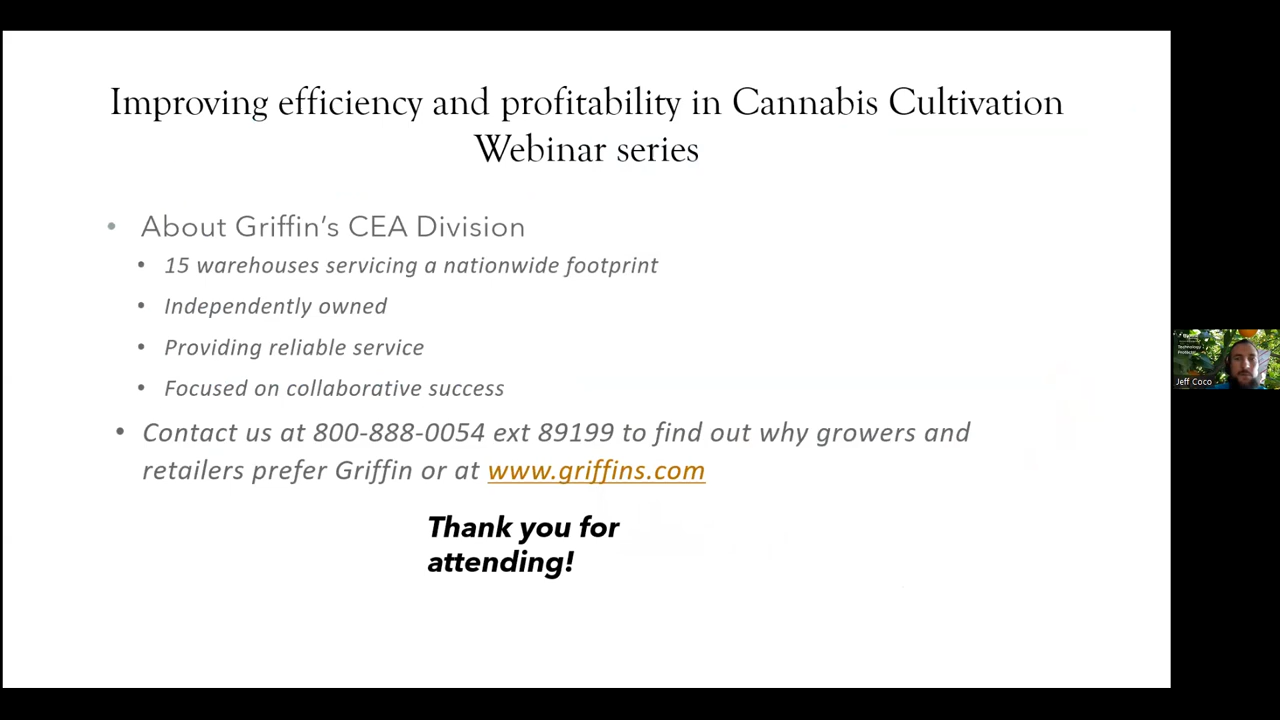 Improving efficiency and profitability in Cannabis Cultivation
Webinar series
• About Griffin's CEA Division
• 15 warehouses servicing a nationwide footprint
• Independently owned
• Providing reliable service
• Focused on collaborative success
• Contact us at 800-888-0054 ext 89199 to find out why growers and
retailers prefer Griffin or at www.griffins.com
Thank you for
attending!
Technology
Jeff Coco